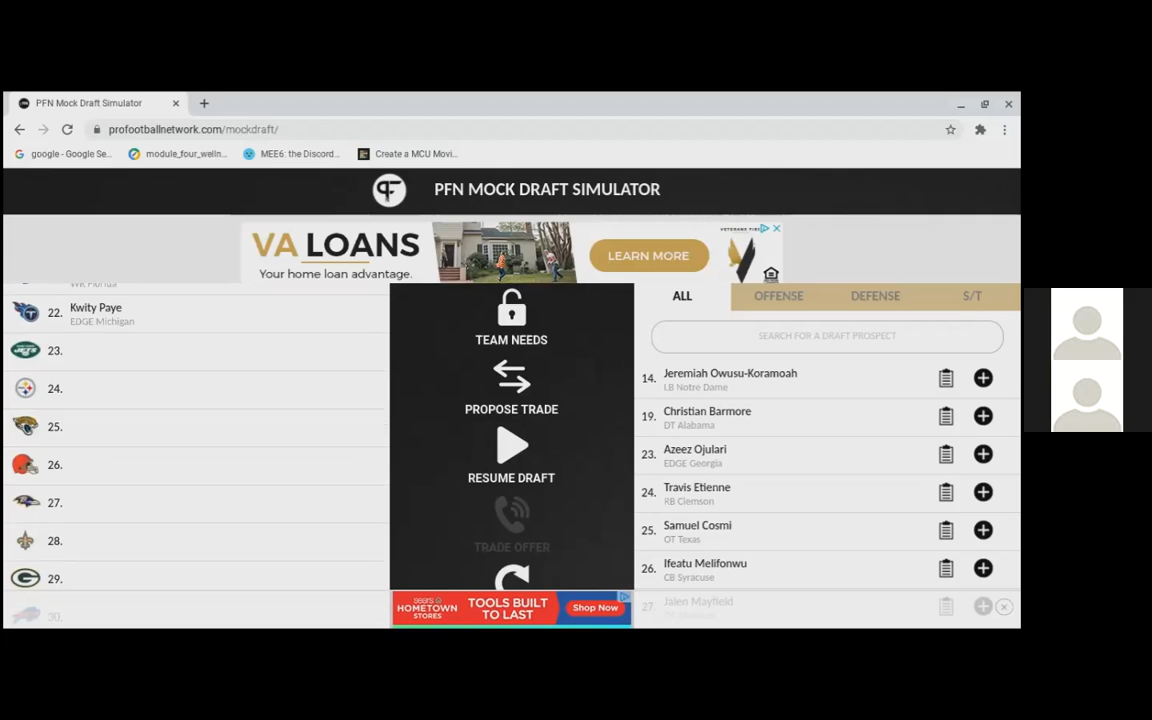 PFN Mock Draft Simulator
profootballnetwork.com/mockdraft/
google - Google Se...
module_four_welln...
MEE6: the Discord...
Create a MCU Movi...
PFN MOCK DRAFT SIMULATOR
VA LOANS
Your home loan advantage.
LEARN MORE
WR Florida
22. Kwity Paye
EDGE Michigan
23.
24.
25.
26.
27.
28.
29.
30.
TEAM NEEDS
PROPOSE TRADE
RESUME DRAFT
TRADE OFFER
sears
HOMETOWN
STORES
TOOLS BUILT
TO LAST
Shop Now
ALL
OFFENSE
DEFENSE
S/T
SEARCH FOR A DRAFT PROSPECT
14. Jeremiah Owusu-Koramoah
LB Notre Dame
19. Christian Barmore
DT Alabama
23. Azeez Ojulari
EDGE Georgia
24. Travis Etienne
RB Clemson
25. Samuel Cosmi
OT Texas
26. Ifeatu Melifonwu
CB Syracuse
27. Jalen Mayfield